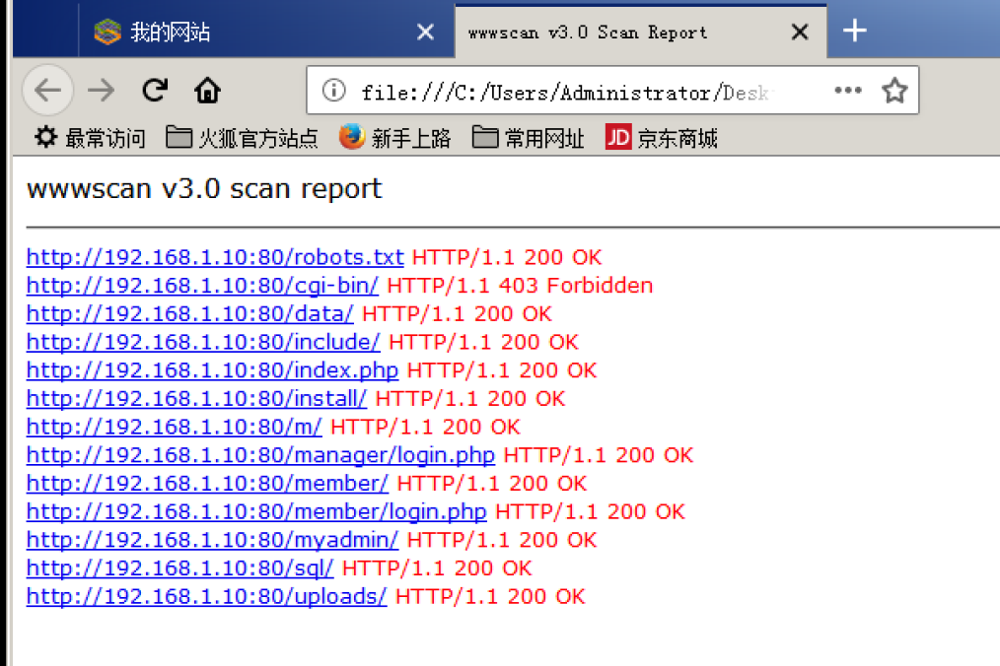 我的网站 wwwscan v3.0 Scan Report
file:///C:/Users/Administrator/Desk
最常访问 火狐官方站点 新手上路 常用网址 JD 京东商城
wwwscan v3.0 scan report
http://192.168.1.10:80/robots.txt HTTP/1.1 200 OK
http://192.168.1.10:80/cgi-bin/ HTTP/1.1 403 Forbidden
http://192.168.1.10:80/data/ HTTP/1.1 200 OK
http://192.168.1.10:80/include/ HTTP/1.1 200 OK
http://192.168.1.10:80/index.php HTTP/1.1 200 OK
http://192.168.1.10:80/install/ HTTP/1.1 200 OK
http://192.168.1.10:80/m/ HTTP/1.1 200 OK
http://192.168.1.10:80/manager/login.php HTTP/1.1 200 OK
http://192.168.1.10:80/member/ HTTP/1.1 200 OK
http://192.168.1.10:80/member/login.php HTTP/1.1 200 OK
http://192.168.1.10:80/myadmin/ HTTP/1.1 200 OK
http://192.168.1.10:80/sql/ HTTP/1.1 200 OK
http://192.168.1.10:80/uploads/ HTTP/1.1 200 OK